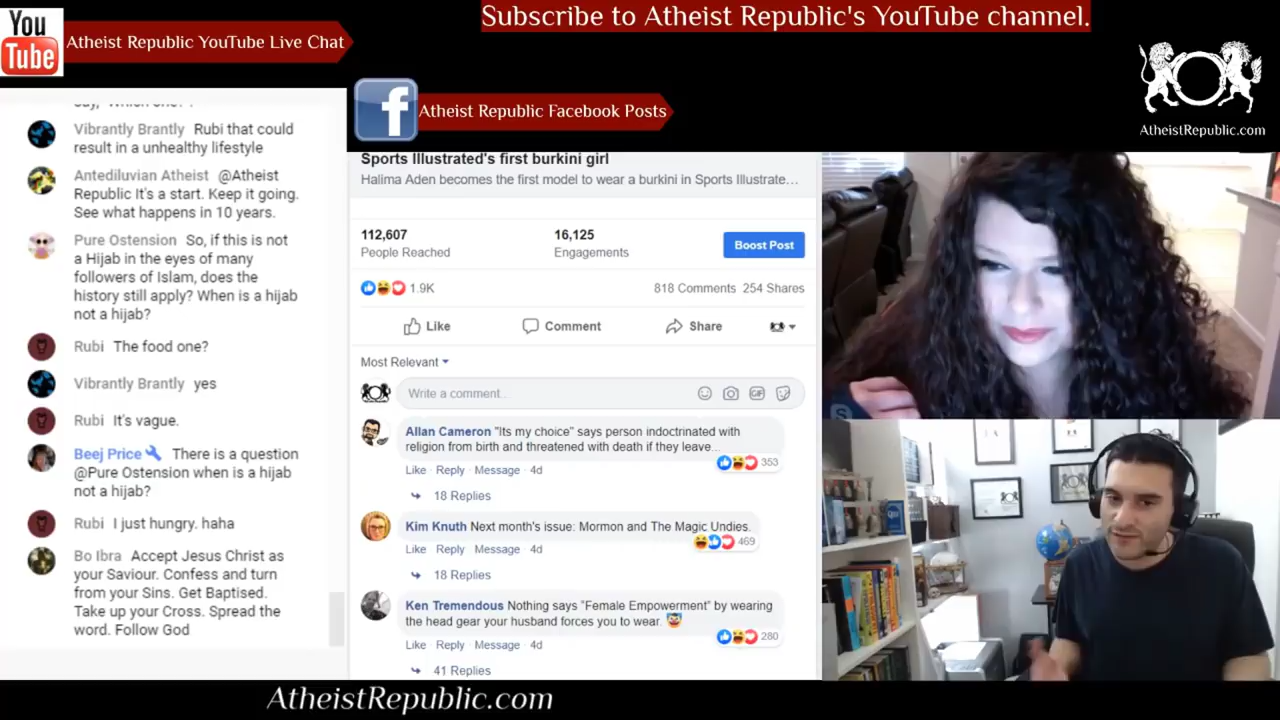 Subscribe to Atheist Republic's YouTube channel.
You
Tube
Atheist Republic YouTube Live Chat
AtheistRepublic.com
f
Atheist Republic Facebook Posts
Say, "Which one?".
Vibrantly Brantly Rubi that could
result in a unhealthy lifestyle
Antediluvian Atheist @Atheist
Republic It's a start. Keep it going.
See what happens in 10 years.
Pure Ostension So, if this is not
a Hijab in the eyes of many
followers of Islam, does the
history still apply? When is a hijab
not a hijab?
Rubi The food one?
Vibrantly Brantly yes
Rubi It's vague.
Beej Price There is a question
@Pure Ostension when is a hijab
not a hijab?
Rubi I just hungry. haha
Bo Ibra Accept Jesus Christ as
your Saviour. Confess and turn
from your Sins. Get Baptised.
Take up your Cross. Spread the
word. Follow God
Sports Illustrated's first burkini girl
Halima Aden becomes the first model to wear a burkini in Sports Illustrate…
112,607
People Reached
16,125
Engagements
Boost Post
1.9K
818 Comments 254 Shares
Like
Comment
Share
Most Relevant
Write a comment...
GIF
Allan Cameron "Its my choice" says person indoctrinated with
religion from birth and threatened with death if they leave...
353
Like · Reply · Message · 4d
18 Replies
Kim Knuth Next month's issue: Mormon and The Magic Undies.
469
Like · Reply · Message · 4d
18 Replies
Ken Tremendous Nothing says "Female Empowerment" by wearing
the head gear your husband forces you to wear.
280
Like · Reply · Message · 4d
41 Replies
S
AtheistRepublic.com